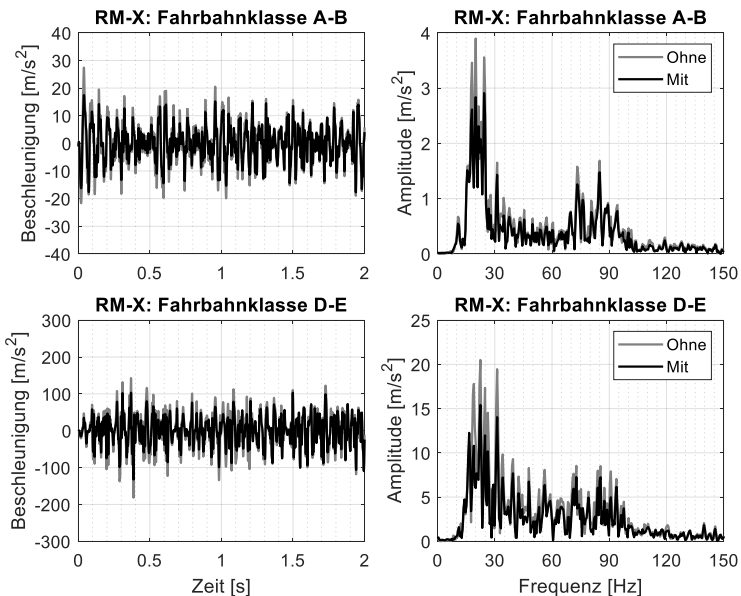 RM-X: Fahrbahnklasse A-B
Beschleunigung [m/s²]
40
30
20
10
0
-10
-20
-30
-40
0 0.5 1 1.5 2
RM-X: Fahrbahnklasse A-B
Amplitude [m/s²]
4
3
2
1
0
0 30 60 90 120 150
Ohne
Mit
RM-X: Fahrbahnklasse D-E
Beschleunigung [m/s²]
300
200
100
0
-100
-200
-300
0 0.5 1 1.5 2
Zeit [s]
RM-X: Fahrbahnklasse D-E
Amplitude [m/s²]
25
20
15
10
5
0
0 30 60 90 120 150
Frequenz [Hz]
Ohne
Mit